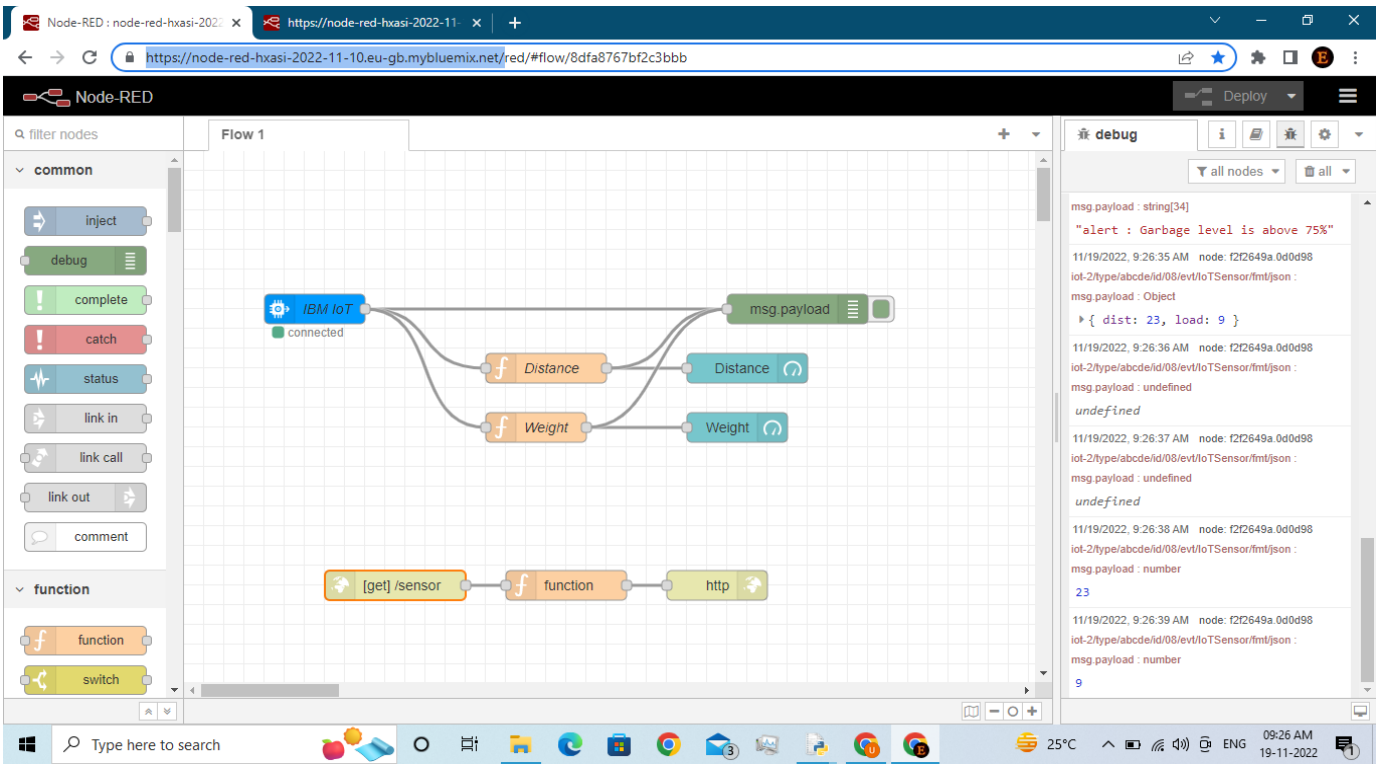 Node-RED : node-red-hxasi-2022
https://node-red-hxasi-2022-11-
https://node-red-hxasi-2022-11-10.eu-gb.mybluemix.net/red/#flow/8dfa8767bf2c3bbb
E
Node-RED
Deploy
filter nodes
Flow 1
debug
i
common
all nodes
all
inject
debug
complete
catch
status
link in
link call
link out
comment
function
function
switch
IBM IoT
connected
msg.payload
Distance
Distance
Weight
Weight
[get] /sensor
function
http
msg.payload : string[34]
"alert : Garbage level is above 75%"
11/19/2022, 9:26:35 AM node: f2f2649a.0d0d98
iot-2/type/abcde/id/08/evt/IoTSensor/fmt/json :
msg.payload : Object
{ dist: 23, load: 9 }
11/19/2022, 9:26:36 AM node: f2f2649a.0d0d98
iot-2/type/abcde/id/08/evt/IoTSensor/fmt/json :
msg.payload : undefined
undefined
11/19/2022, 9:26:37 AM node: f2f2649a.0d0d98
iot-2/type/abcde/id/08/evt/IoTSensor/fmt/json :
msg.payload : undefined
undefined
11/19/2022, 9:26:38 AM node: f2f2649a.0d0d98
iot-2/type/abcde/id/08/evt/IoTSensor/fmt/json :
msg.payload : number
23
11/19/2022, 9:26:39 AM node: f2f2649a.0d0d98
iot-2/type/abcde/id/08/evt/IoTSensor/fmt/json :
msg.payload : number
9
Type here to search
3
U
E
25°C
ENG
09:26 AM
19-11-2022
1